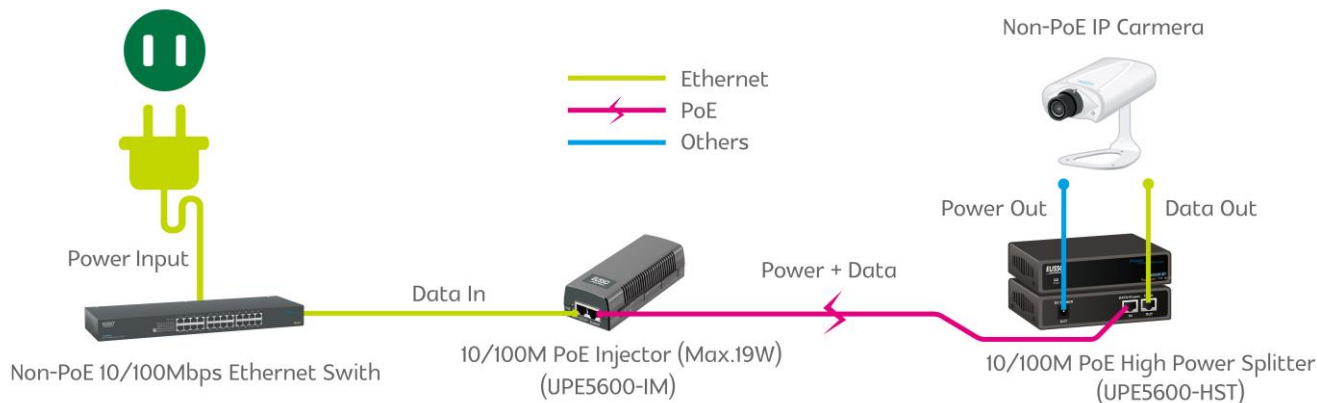 Non-PoE IP Carmera
Ethernet
PoE
Others
Power Out
Data Out
Power Input
Data In
Power + Data
EUSSO
EUSSO
Non-PoE 10/100Mbps Ethernet Swith
10/100M PoE Injector (Max.19W)
(UPE5600-IM)
10/100M PoE High Power Splitter
(UPE5600-HST)